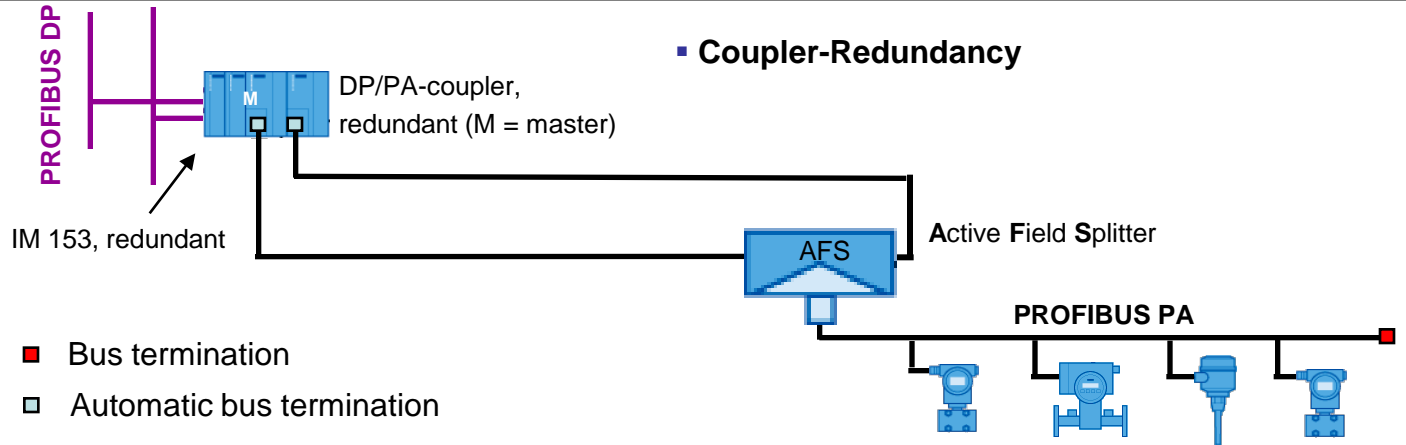 PROFIBUS DP
▪ Coupler-Redundancy
M
DP/PA-coupler,
redundant (M = master)
IM 153, redundant
AFS
Active Field Splitter
PROFIBUS PA
Bus termination
Automatic bus termination